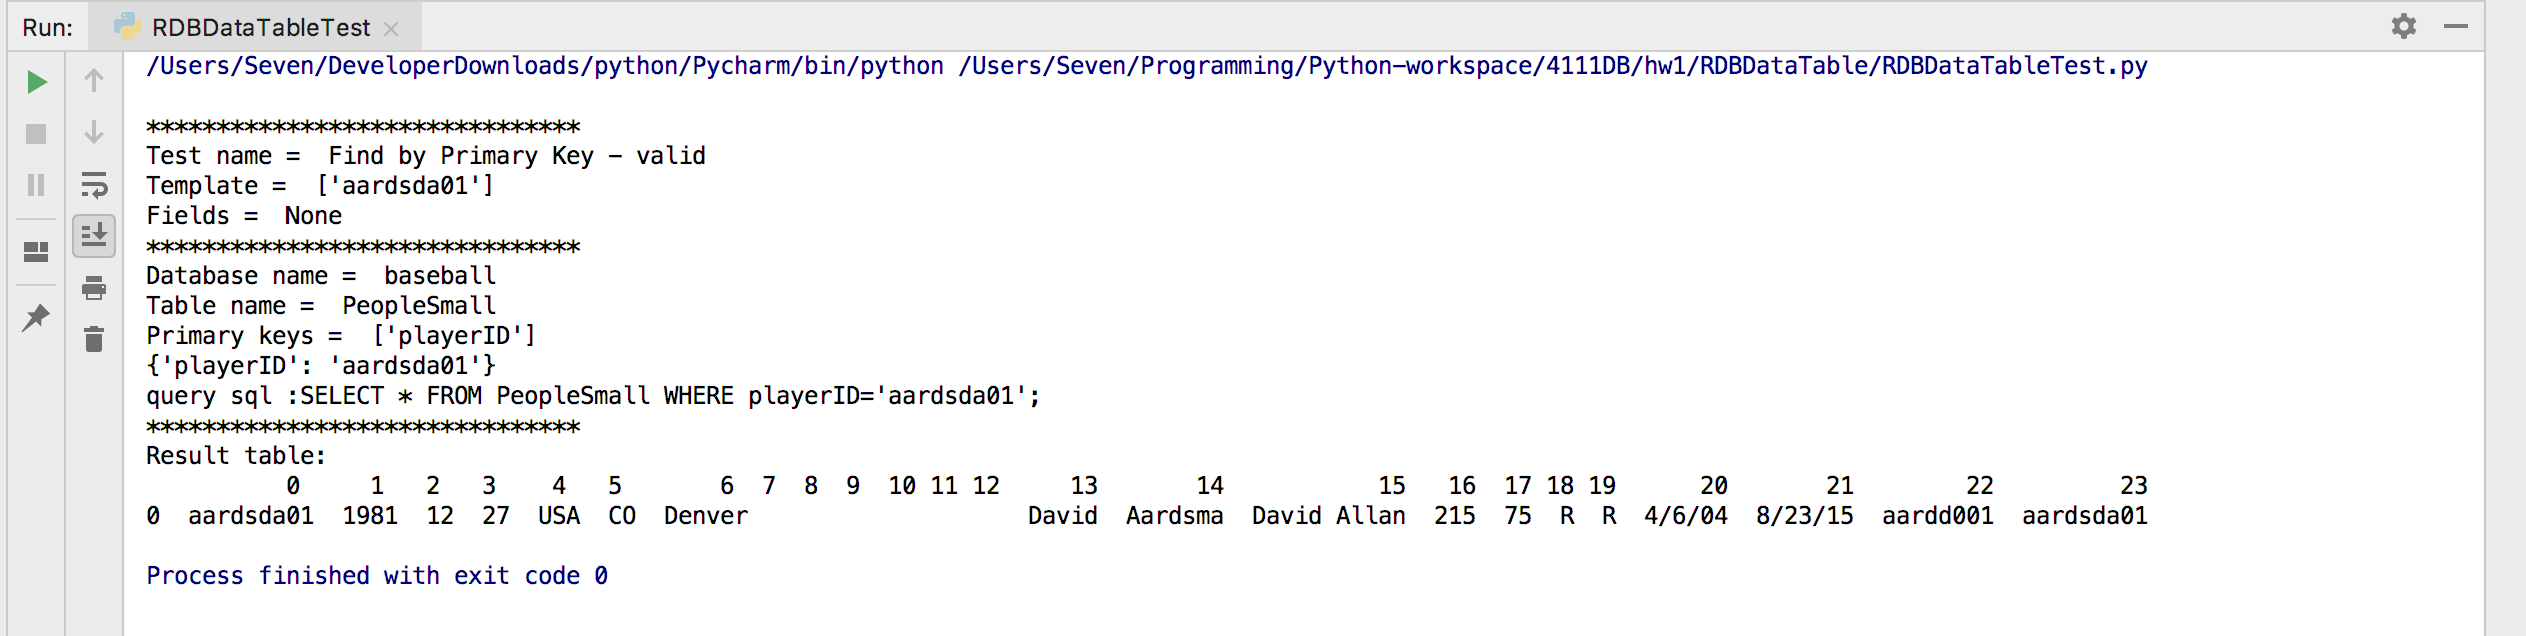 Run: RDBDataTableTest ×
/Users/Seven/DeveloperDownloads/python/Pycharm/bin/python /Users/Seven/Programming/Python-workspace/4111DB/hw1/RDBDataTable/RDBDataTableTest.py
*******************************
Test name =  Find by Primary Key - valid
Template =  ['aardsda01']
Fields =  None
*******************************
Database name =  baseball
Table name =  PeopleSmall
Primary keys =  ['playerID']
{'playerID': 'aardsda01'}
query sql :SELECT * FROM PeopleSmall WHERE playerID='aardsda01';
*******************************
Result table:
          0     1   2   3    4   5       6  7  8  9  10 11 12     13       14           15   16  17 18 19      20       21        22         23
0  aardsda01  1981  12  27  USA  CO  Denver                    David  Aardsma  David Allan  215  75  R  R  4/6/04  8/23/15  aardd001  aardsda01
Process finished with exit code 0